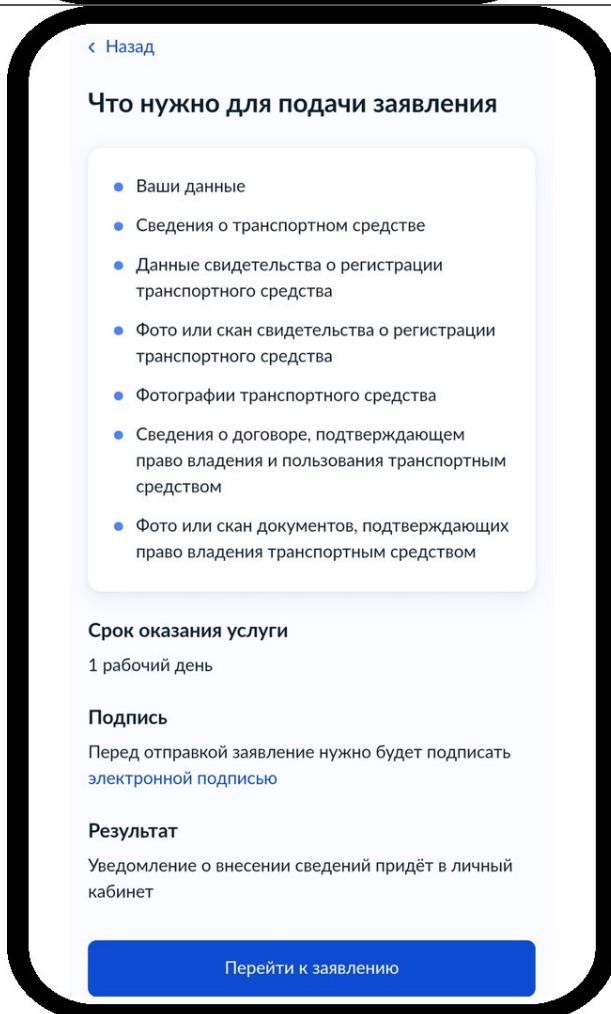 Назад
Что нужно для подачи заявления
Ваши данные
Сведения о транспортном средстве
Данные свидетельства о регистрации
транспортного средства
Фото или скан свидетельства о регистрации
транспортного средства
Фотографии транспортного средства
Сведения о договоре, подтверждающем
право владения и пользования транспортным
средством
Фото или скан документов, подтверждающих
право владения транспортным средством
Срок оказания услуги
1 рабочий день
Подпись
Перед отправкой заявление нужно будет подписать
электронной подписью
Результат
Уведомление о внесении сведений придёт в личный
кабинет
Перейти к заявлению